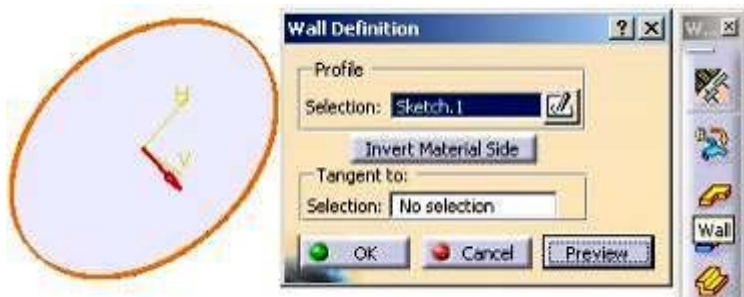 H
V
Wall Definition
Profile
Selection: Sketch.1
Invert Material Side
Tangent to:
Selection: No selection
OK Cancel Preview
W...
Wall